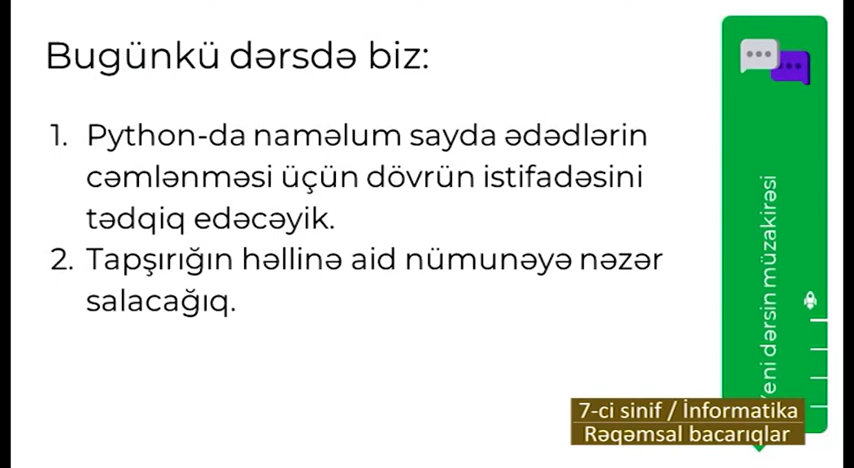 Bugünkü dərsdə biz:
1. Python-da naməlum sayda ədədlərin
cəmlənməsi üçün dövrün istifadəsini
tədqiq edəcəyik.
2. Tapşırığın həllinə aid nümunəyə nəzər
salacağıq.
eni dərsin müzakirəsi
7-ci sinif / İnformatika
Rəqəmsal bacarıqlar